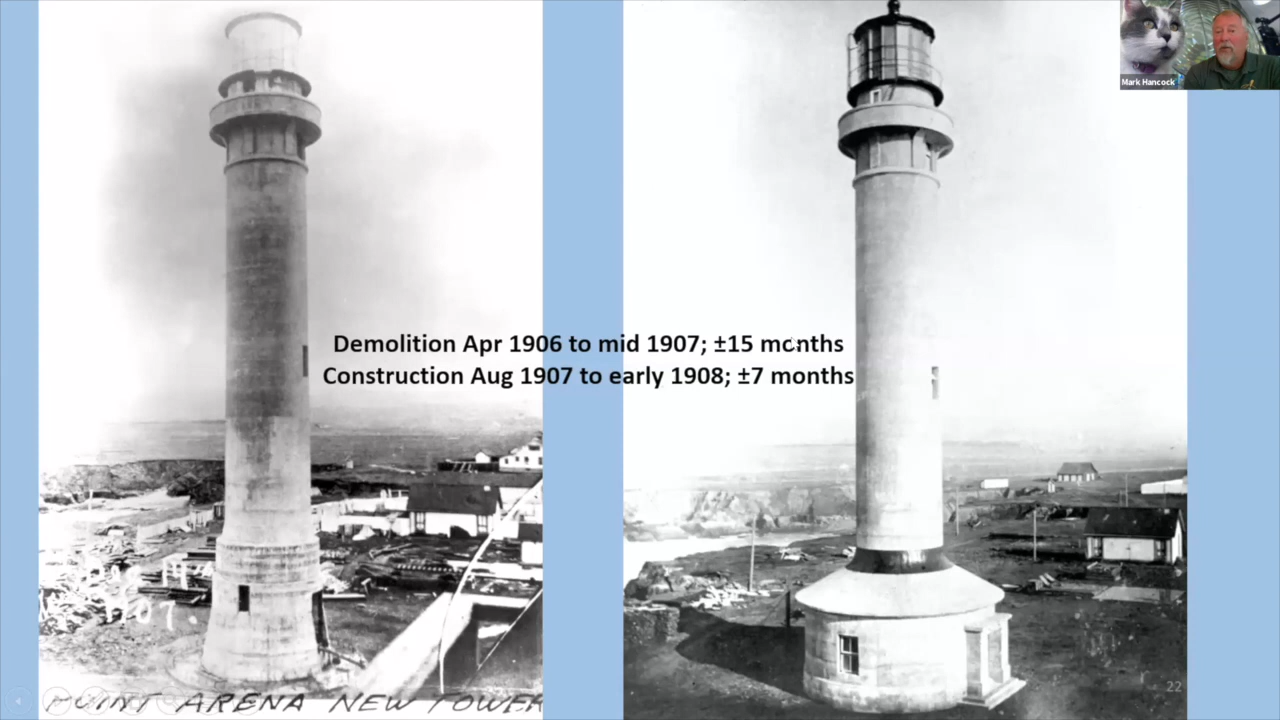 Demolition Apr 1906 to mid 1907; ±15 months
Construction Aug 1907 to early 1908; ±7 months
Mark Hancock
1907.
POINT ARENA NEW TOWER
22